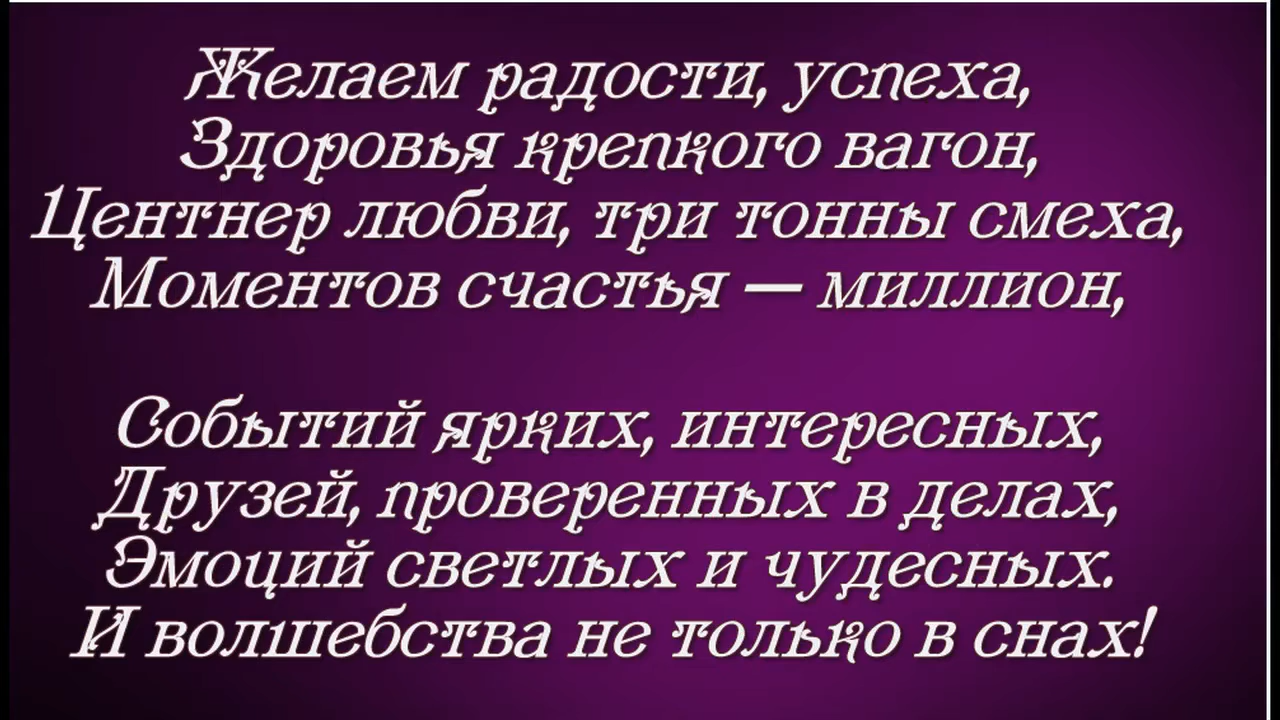 Желаем радости, успеха,
Здоровья крепкого вагон,
Центнер любви, три тонны смеха,
Моментов счастья — миллион,
Событий ярких, интересных,
Друзей, проверенных в делах,
Эмоций светлых и чудесных.
И волшебства не только в снах!